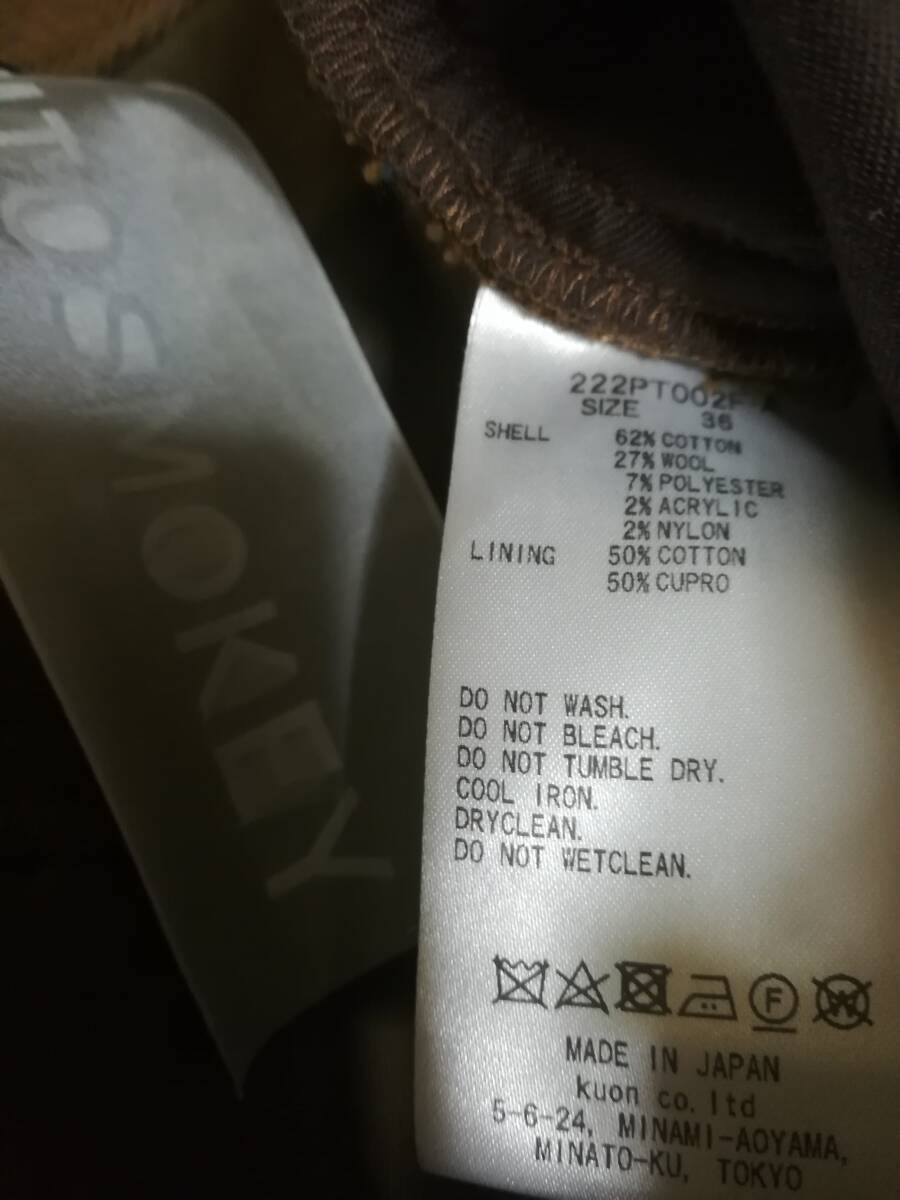 TO SMOKEY
222PT002
SIZE 36
SHELL 62% COTTON
27% WOOL
7% POLYESTER
2% ACRYLIC
2% NYLON
LINING 50% COTTON
50% CUPRO
DO NOT WASH.
DO NOT BLEACH.
DO NOT TUMBLE DRY.
COOL IRON.
DRYCLEAN.
DO NOT WETCLEAN.
F W
MADE IN JAPAN
kuon co. ltd
5-6-24, MINAMI-AOYAMA,
MINATO-KU, TOKYO